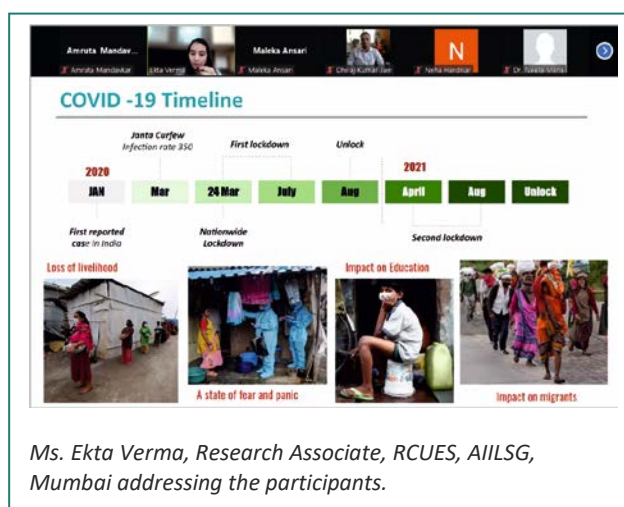 Amruta Mandav...
Maleka Ansari
N
Amruta Mandavkar
Ekta Verma
Maleka Ansari
Dhiraj Kumar Jain
Neha Hardikar
COVID -19 Timeline
Janta Curfew
Infection rate 350
First lockdown
Unlock
2020
2021
JAN
Mar
24 Mar
July
Aug
April
Aug
Unlock
First reported
case in India
Nationwide
Lockdown
Second lockdown
Loss of livelihood
Impact on Education
A state of fear and panic
Impact on migrants
Ms. Ekta Verma, Research Associate, RCUES, AIILSG,
Mumbai addressing the participants.